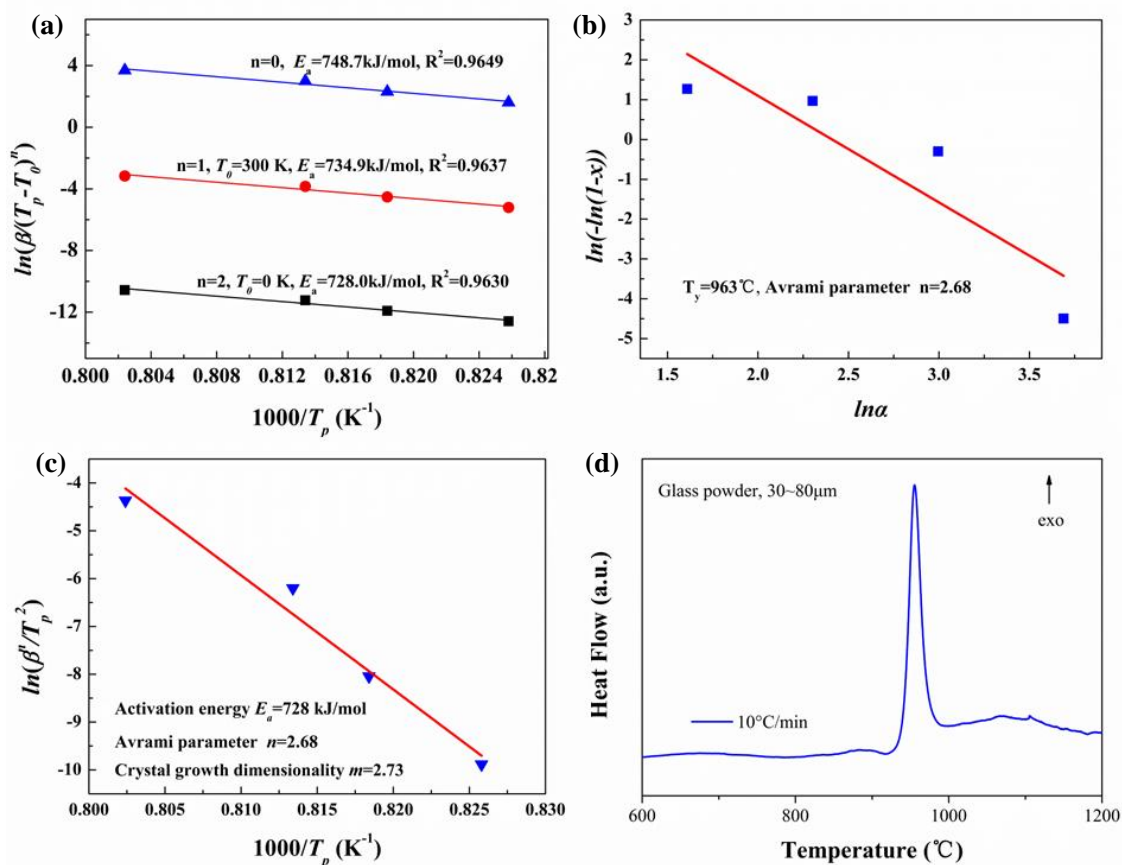 (a)
n=0, Eₐ=748.7kJ/mol, R²=0.9649
n=1, T₀=300 K, Eₐ=734.9kJ/mol, R²=0.9637
n=2, T₀=0 K, Eₐ=728.0kJ/mol, R²=0.9630
4
0
-4
-8
-12
ln(β/(Tₚ-T₀)ⁿ)
0.800 0.804 0.808 0.812 0.816 0.820 0.824 0.82
1000/Tₚ (K⁻¹)
(b)
3
2
1
0
-1
-2
-3
-4
-5
ln(-ln(1-x))
T_y=963℃, Avrami parameter n=2.68
1.5 2.0 2.5 3.0 3.5
lnα
(c)
-4
-5
-6
-7
-8
-9
-10
ln(βⁿ/Tₚ²)
Activation energy Eₐ=728 kJ/mol
Avrami parameter n=2.68
Crystal growth dimensionality m=2.73
0.800 0.805 0.810 0.815 0.820 0.825 0.830
1000/Tₚ (K⁻¹)
(d)
Glass powder, 30~80μm
exo
Heat Flow (a.u.)
10°C/min
600 800 1000 1200
Temperature (℃)